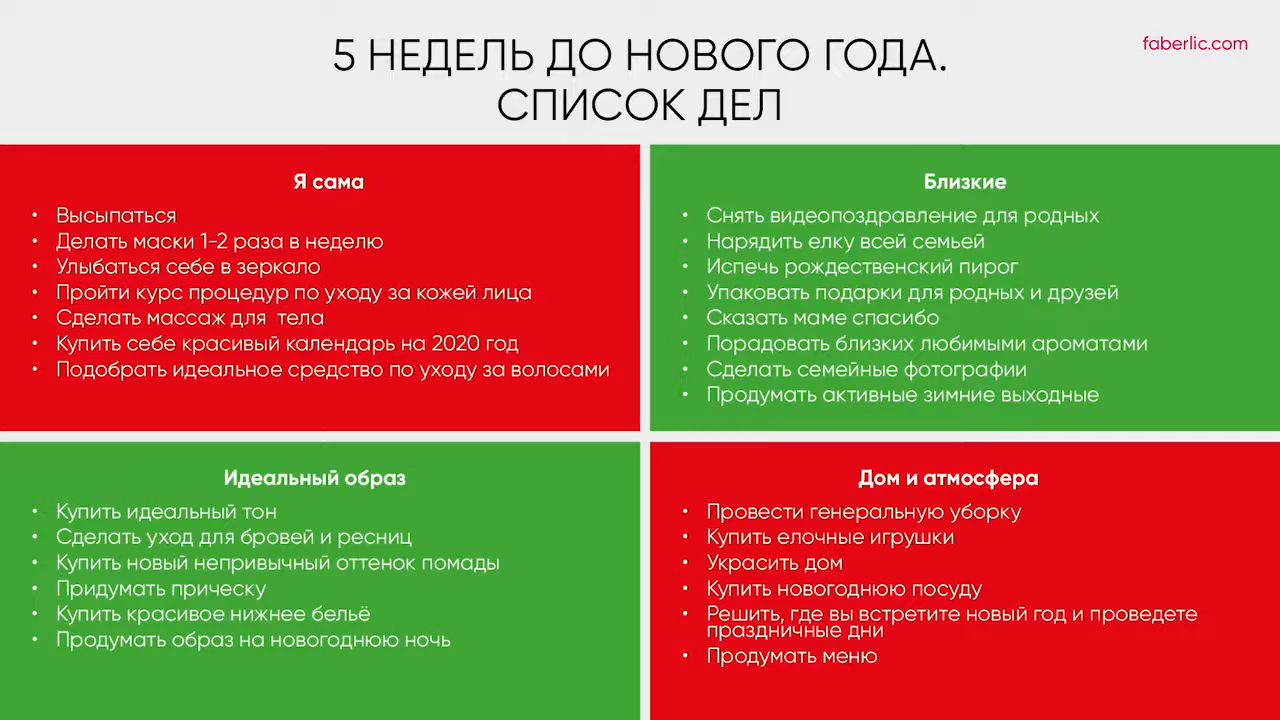 5 НЕДЕЛЬ ДО НОВОГО ГОДА.
СПИСОК ДЕЛ
faberlic.com
Я сама
• Высыпаться
• Делать маски 1-2 раза в неделю
• Улыбаться себе в зеркало
• Пройти курс процедур по уходу за кожей лица
• Сделать массаж для тела
• Купить себе красивый календарь на 2020 год
• Подобрать идеальное средство по уходу за волосами
Близкие
• Снять видеопоздравление для родных
• Нарядить елку всей семьей
• Испечь рождественский пирог
• Упаковать подарки для родных и друзей
• Сказать маме спасибо
• Порадовать близких любимыми ароматами
• Сделать семейные фотографии
• Продумать активные зимние выходные
Идеальный образ
• Купить идеальный тон
• Сделать уход для бровей и ресниц
• Купить новый непривычный оттенок помады
• Придумать прическу
• Купить красивое нижнее бельё
• Продумать образ на новогоднюю ночь
Дом и атмосфера
• Провести генеральную уборку
• Купить елочные игрушки
• Украсить дом
• Купить новогоднюю посуду
• Решить, где вы встретите новый год и проведете
праздничные дни
• Продумать меню